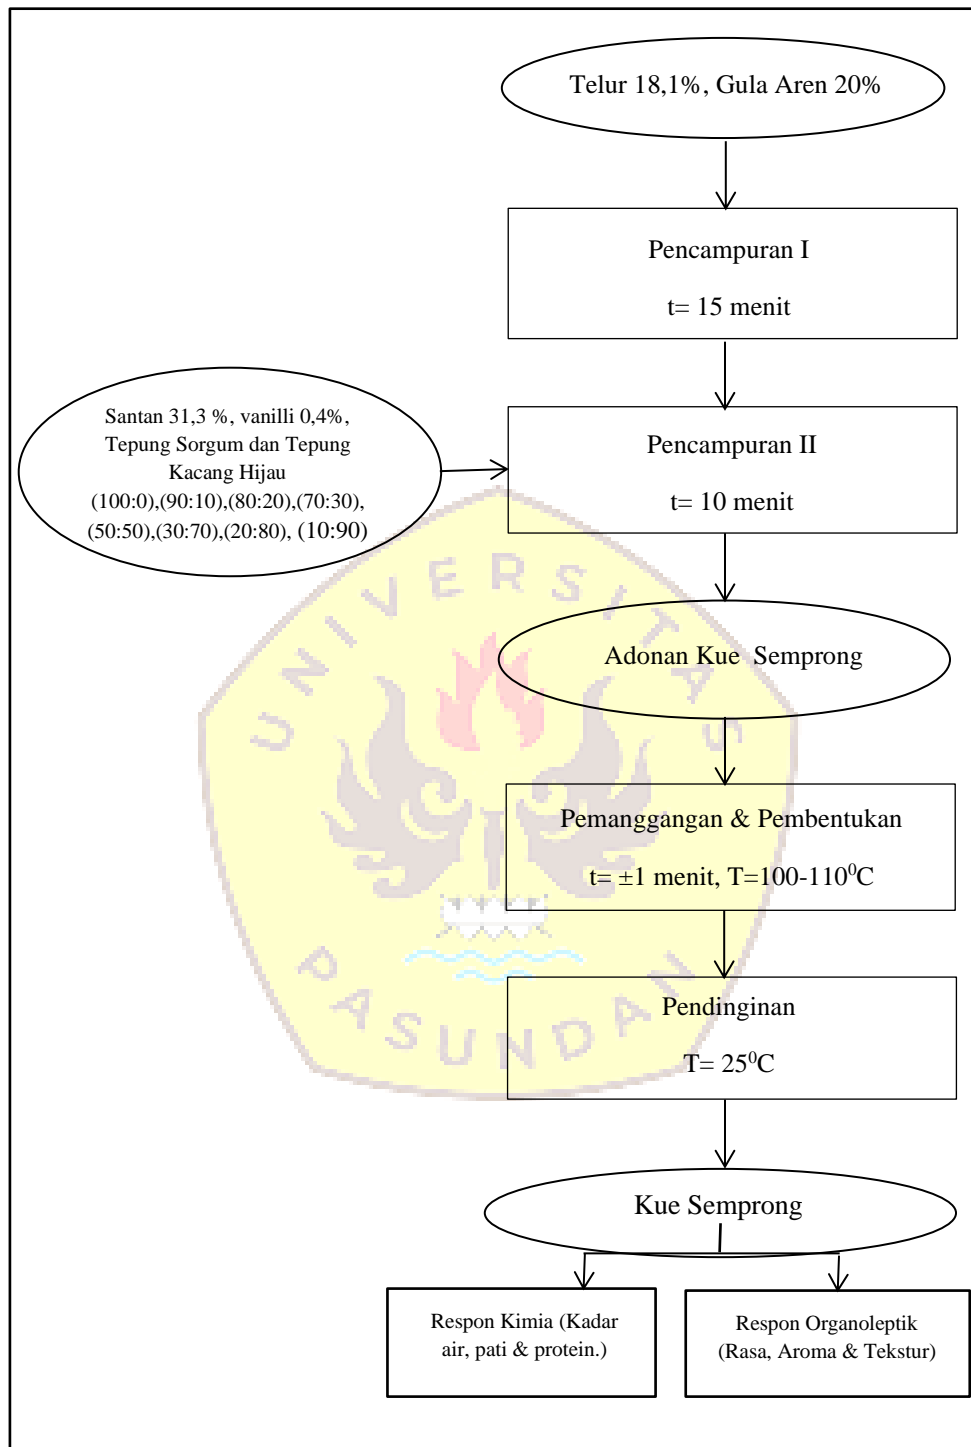 Telur 18,1%, Gula Aren 20%
Pencampuran I
t= 15 menit
Santan 31,3 %, vanilli 0,4%,
Tepung Sorgum dan Tepung
Kacang Hijau
(100:0),(90:10),(80:20),(70:30),
(50:50),(30:70),(20:80), (10:90)
Pencampuran II
t= 10 menit
Adonan Kue Semprong
Pemanggangan & Pembentukan
t= ±1 menit, T=100-110⁰C
Pendinginan
T= 25⁰C
Kue Semprong
Respon Kimia (Kadar
air, pati & protein.)
Respon Organoleptik
(Rasa, Aroma & Tekstur)
UNIVERSITAS
PASUNDAN